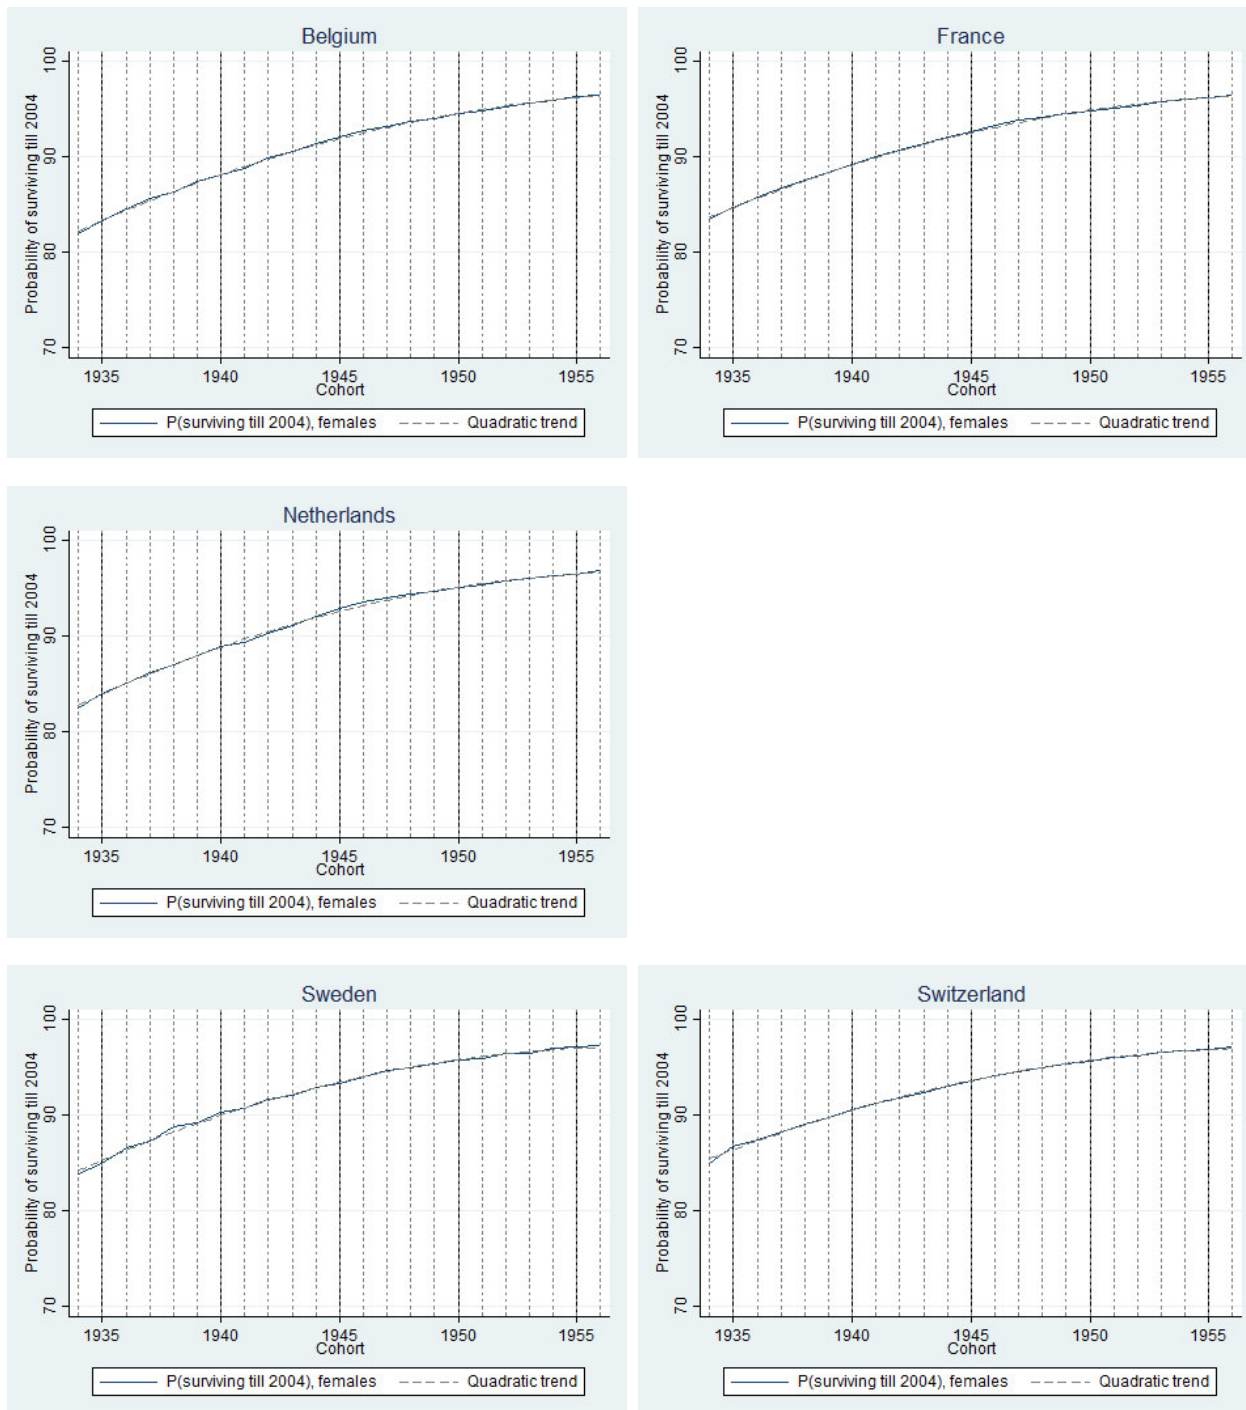 Belgium
Probability of surviving till 2004
100
90
80
70
1935 1940 1945 1950 1955
Cohort
P(surviving till 2004), females Quadratic trend
France
Probability of surviving till 2004
100
90
80
70
1935 1940 1945 1950 1955
Cohort
P(surviving till 2004), females Quadratic trend
Netherlands
Probability of surviving till 2004
100
90
80
70
1935 1940 1945 1950 1955
Cohort
P(surviving till 2004), females Quadratic trend
Sweden
Probability of surviving till 2004
100
90
80
70
1935 1940 1945 1950 1955
Cohort
P(surviving till 2004), females Quadratic trend
Switzerland
Probability of surviving till 2004
100
90
80
70
1935 1940 1945 1950 1955
Cohort
P(surviving till 2004), females Quadratic trend